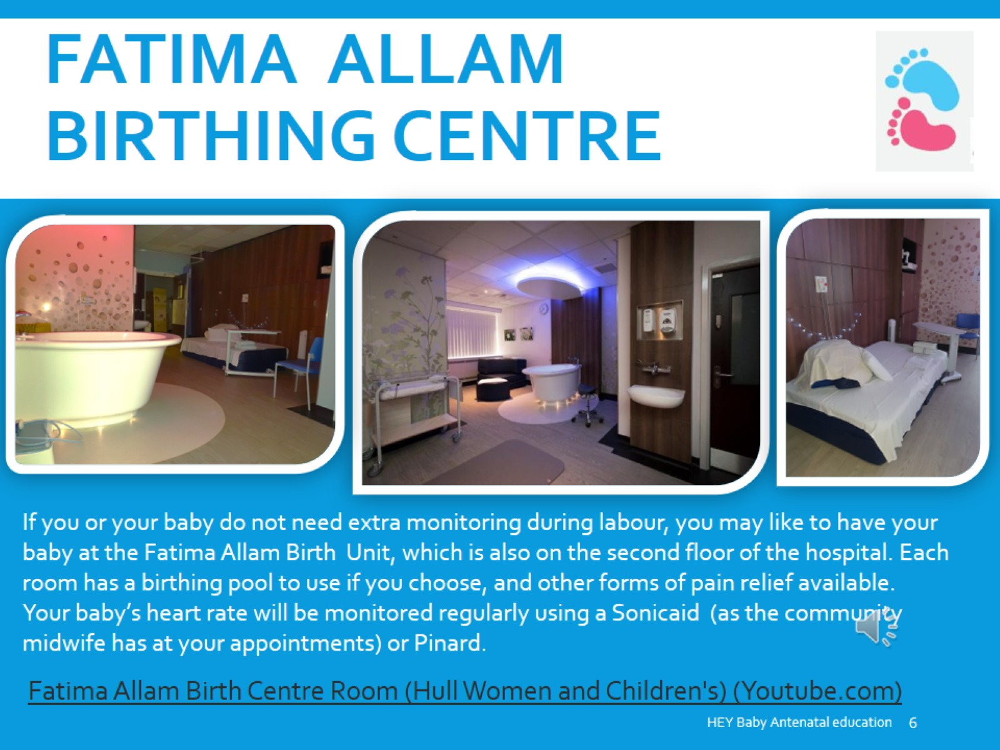 FATIMA ALLAM
BIRTHING CENTRE
If you or your baby do not need extra monitoring during labour, you may like to have your
baby at the Fatima Allam Birth Unit, which is also on the second floor of the hospital. Each
room has a birthing pool to use if you choose, and other forms of pain relief available.
Your baby’s heart rate will be monitored regularly using a Sonicaid (as the community
midwife has at your appointments) or Pinard.
Fatima Allam Birth Centre Room (Hull Women and Children's) (Youtube.com)
HEY Baby Antenatal education 6